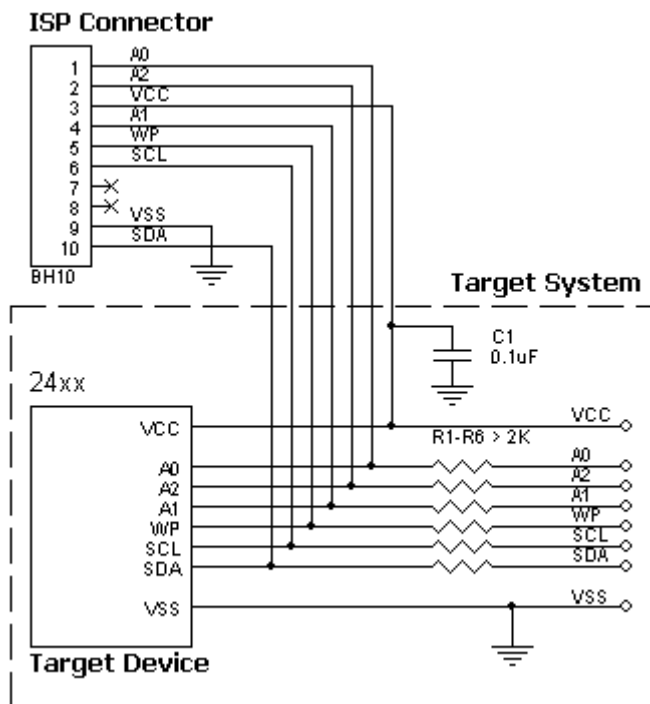 ISP Connector
1 A0
2 A2
3 VCC
4 A1
5 WP
6 SCL
7
8
9 VSS
10 SDA
BH10
Target System
C1
0.1uF
24xx
VCC VCC
R1-R6 > 2K
A0 A0
A2 A2
A1 A1
WP WP
SCL SCL
SDA SDA
VSS VSS
Target Device